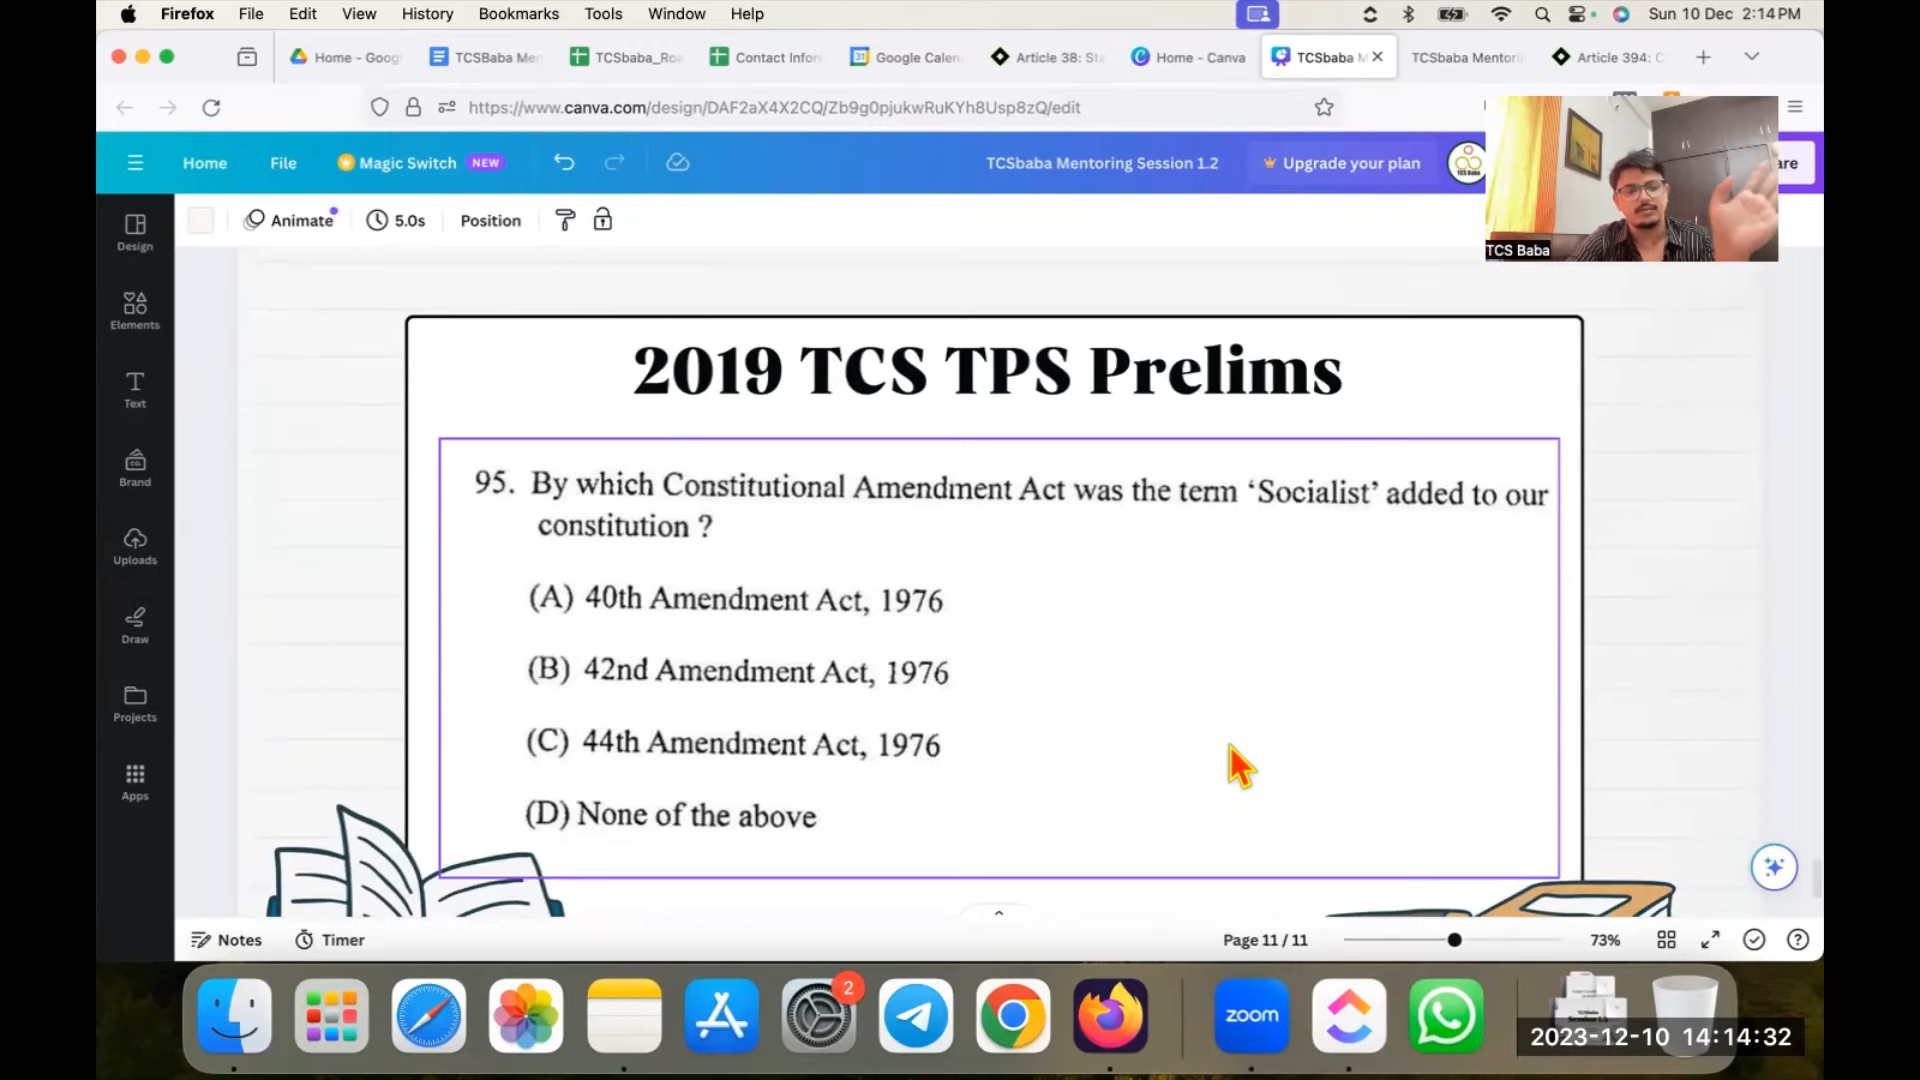 Firefox File Edit View History Bookmarks Tools Window Help Sun 10 Dec 2:14 PM
Home - Goog TCSBaba Me TCSbaba_Ro Contact Infor Google Calen Article 38: St Home - Canva TCSbaba M TCSbaba Mentori Article 394:
https://www.canva.com/design/DAF2aX4X2CQ/Zb9g0pjukwRuKYh8Usp8zQ/edit
Home File Magic Switch NEW TCSbaba Mentoring Session 1.2 Upgrade your plan are
Animate 5.0s Position
TCS Baba
Design
Elements
Text
Brand
Uploads
Draw
Projects
Apps
2019 TCS TPS Prelims
95. By which Constitutional Amendment Act was the term ‘Socialist’ added to our
constitution ?
(A) 40th Amendment Act, 1976
(B) 42nd Amendment Act, 1976
(C) 44th Amendment Act, 1976
(D) None of the above
Notes Timer Page 11 / 11 73%
2
zoom
2023-12-10 14:14:32